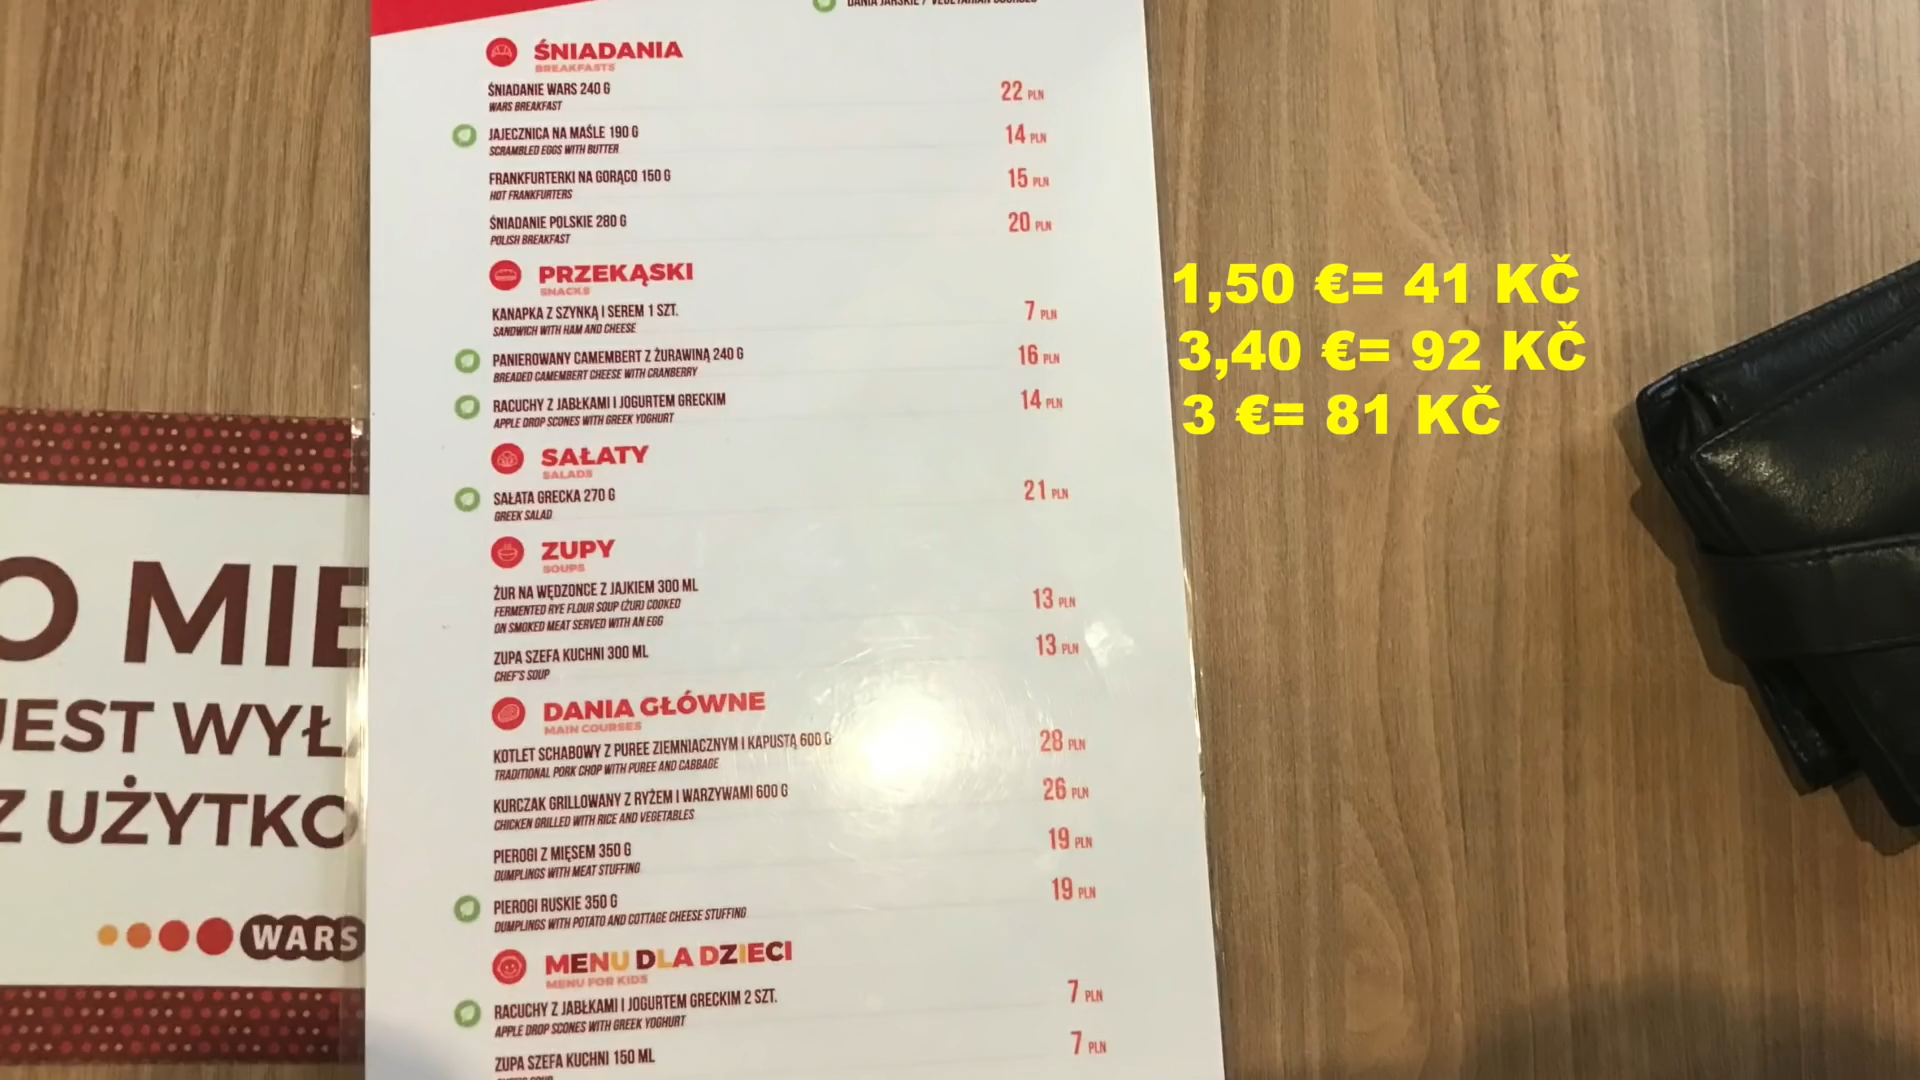 DANIA JARSKIE / VEGETARIAN COURSES
ŚNIADANIA
BREAKFASTS
ŚNIADANIE WARS 240 G 22 PLN
WARS BREAKFAST
JAJECZNICA NA MAŚLE 190 G 14 PLN
SCRAMBLED EGGS WITH BUTTER
FRANKFURTERKI NA GORĄCO 150 G 15 PLN
HOT FRANKFURTERS
ŚNIADANIE POLSKIE 280 G 20 PLN
POLISH BREAKFAST
PRZEKĄSKI
SNACKS
KANAPKA Z SZYNKĄ I SEREM 1 SZT. 7 PLN
SANDWICH WITH HAM AND CHEESE
PANIEROWANY CAMEMBERT Z ŻURAWINĄ 240 G 16 PLN
BREADED CAMEMBERT CHEESE WITH CRANBERRY
RACUCHY Z JABŁKAMI I JOGURTEM GRECKIM 14 PLN
APPLE DROP SCONES WITH GREEK YOGHURT
SAŁATY
SALADS
SAŁATA GRECKA 270 G 21 PLN
GREEK SALAD
ZUPY
SOUPS
ŻUR NA WĘDZONCE Z JAJKIEM 300 ML 13 PLN
FERMENTED RYE FLOUR SOUP (ŻUR) COOKED
ON SMOKED MEAT SERVED WITH AN EGG
ZUPA SZEFA KUCHNI 300 ML 13 PLN
CHEF'S SOUP
DANIA GŁÓWNE
MAIN COURSES
KOTLET SCHABOWY Z PUREE ZIEMNIACZNYM I KAPUSTĄ 600 G 28 PLN
TRADITIONAL PORK CHOP WITH PUREE AND CABBAGE
KURCZAK GRILLOWANY Z RYŻEM I WARZYWAMI 600 G 26 PLN
CHICKEN GRILLED WITH RICE AND VEGETABLES
PIEROGI Z MIĘSEM 350 G 19 PLN
DUMPLINGS WITH MEAT STUFFING
PIEROGI RUSKIE 350 G 19 PLN
DUMPLINGS WITH POTATO AND COTTAGE CHEESE STUFFING
MENU DLA DZIECI
MENU FOR KIDS
RACUCHY Z JABŁKAMI I JOGURTEM GRECKIM 2 SZT. 7 PLN
APPLE DROP SCONES WITH GREEK YOGHURT
ZUPA SZEFA KUCHNI 150 ML 7 PLN
1,50 €= 41 KČ
3,40 €= 92 KČ
3 €= 81 KČ
O MIE
JEST WYŁ
Z UŻYTKO
WARS